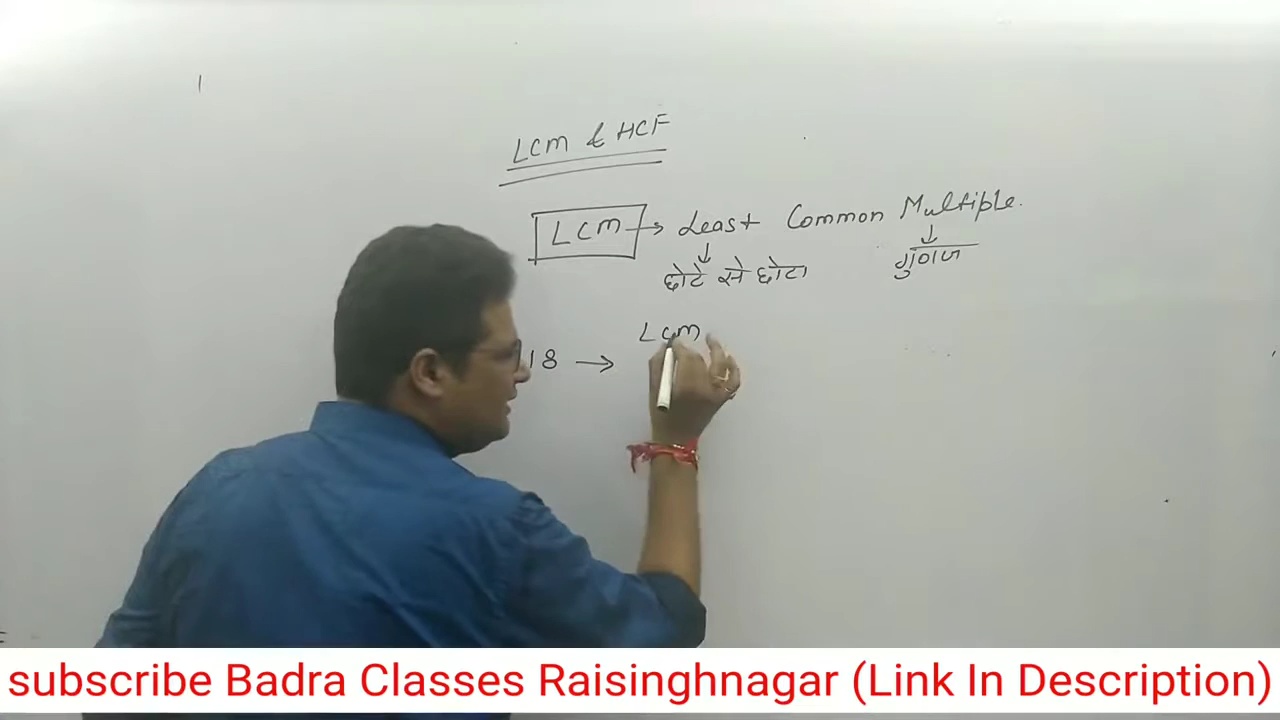 LCM & HCF
LCM → Least Common Multiple.
↓ ↓
छोटे से छोटा गुणज
LCM
18 →
subscribe Badra Classes Raisinghnagar (Link In Description)